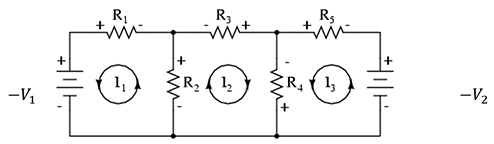 R₁ R₃ R₅
+ - - + + -
+ + - +
−V₁ I₁ R₂ I₂ R₄ I₃ −V₂
- - + -